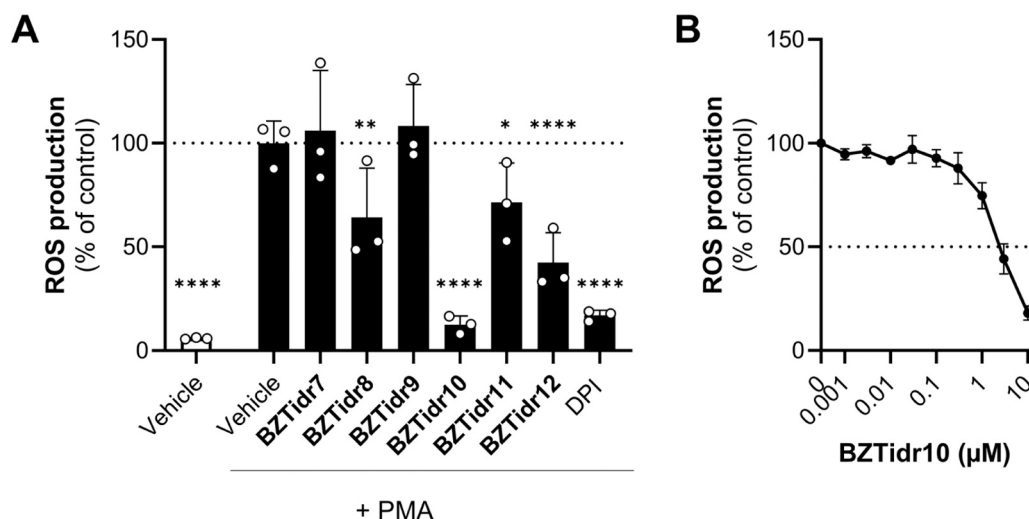 A
ROS production
(% of control)
150
100
50
0
****
**
*
****
****
****
Vehicle
Vehicle
BZTidr7
BZTidr8
BZTidr9
BZTidr10
BZTidr11
BZTidr12
DPI
+ PMA
B
ROS production
(% of control)
150
100
50
0
0
0.001
0.01
0.1
1
10
BZTidr10 (µM)